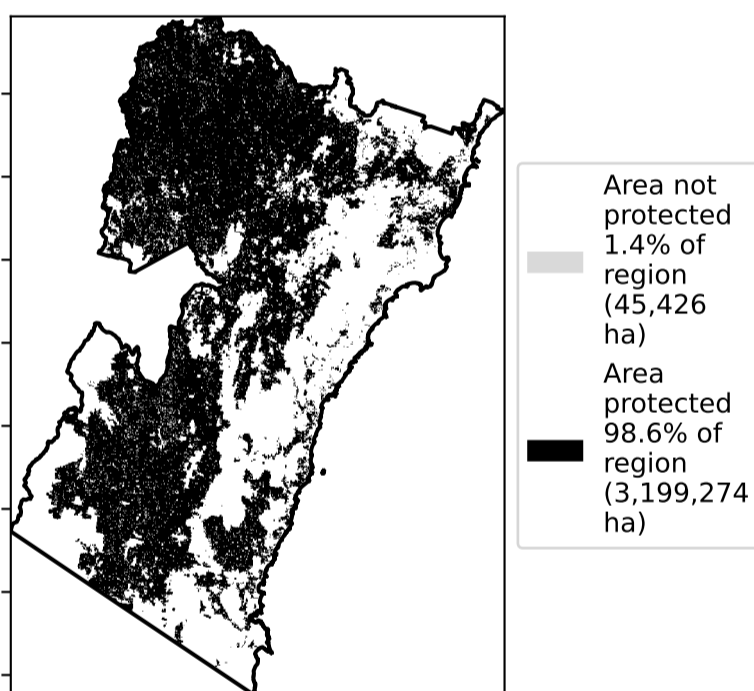 Area not
protected
1.4% of
region
(45,426
ha)
Area
protected
98.6% of
region
(3,199,274
ha)